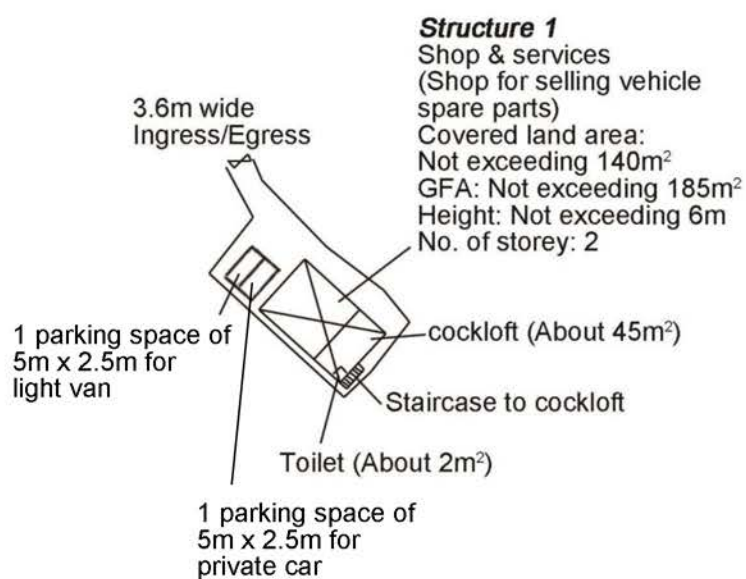 Structure 1
Shop & services
(Shop for selling vehicle
spare parts)
Covered land area:
Not exceeding 140m²
GFA: Not exceeding 185m²
Height: Not exceeding 6m
No. of storey: 2
3.6m wide
Ingress/Egress
1 parking space of
5m x 2.5m for
light van
cockloft (About 45m²)
Staircase to cockloft
Toilet (About 2m²)
1 parking space of
5m x 2.5m for
private car